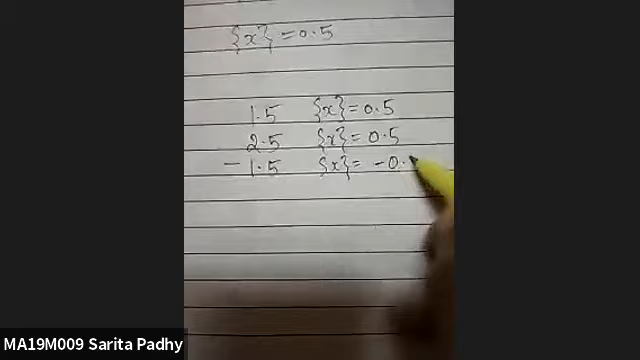 {x} = 0.5
1.5 {x} = 0.5
2.5 {x} = 0.5
-1.5 {x} = -0.
MA19M009 Sarita Padhy